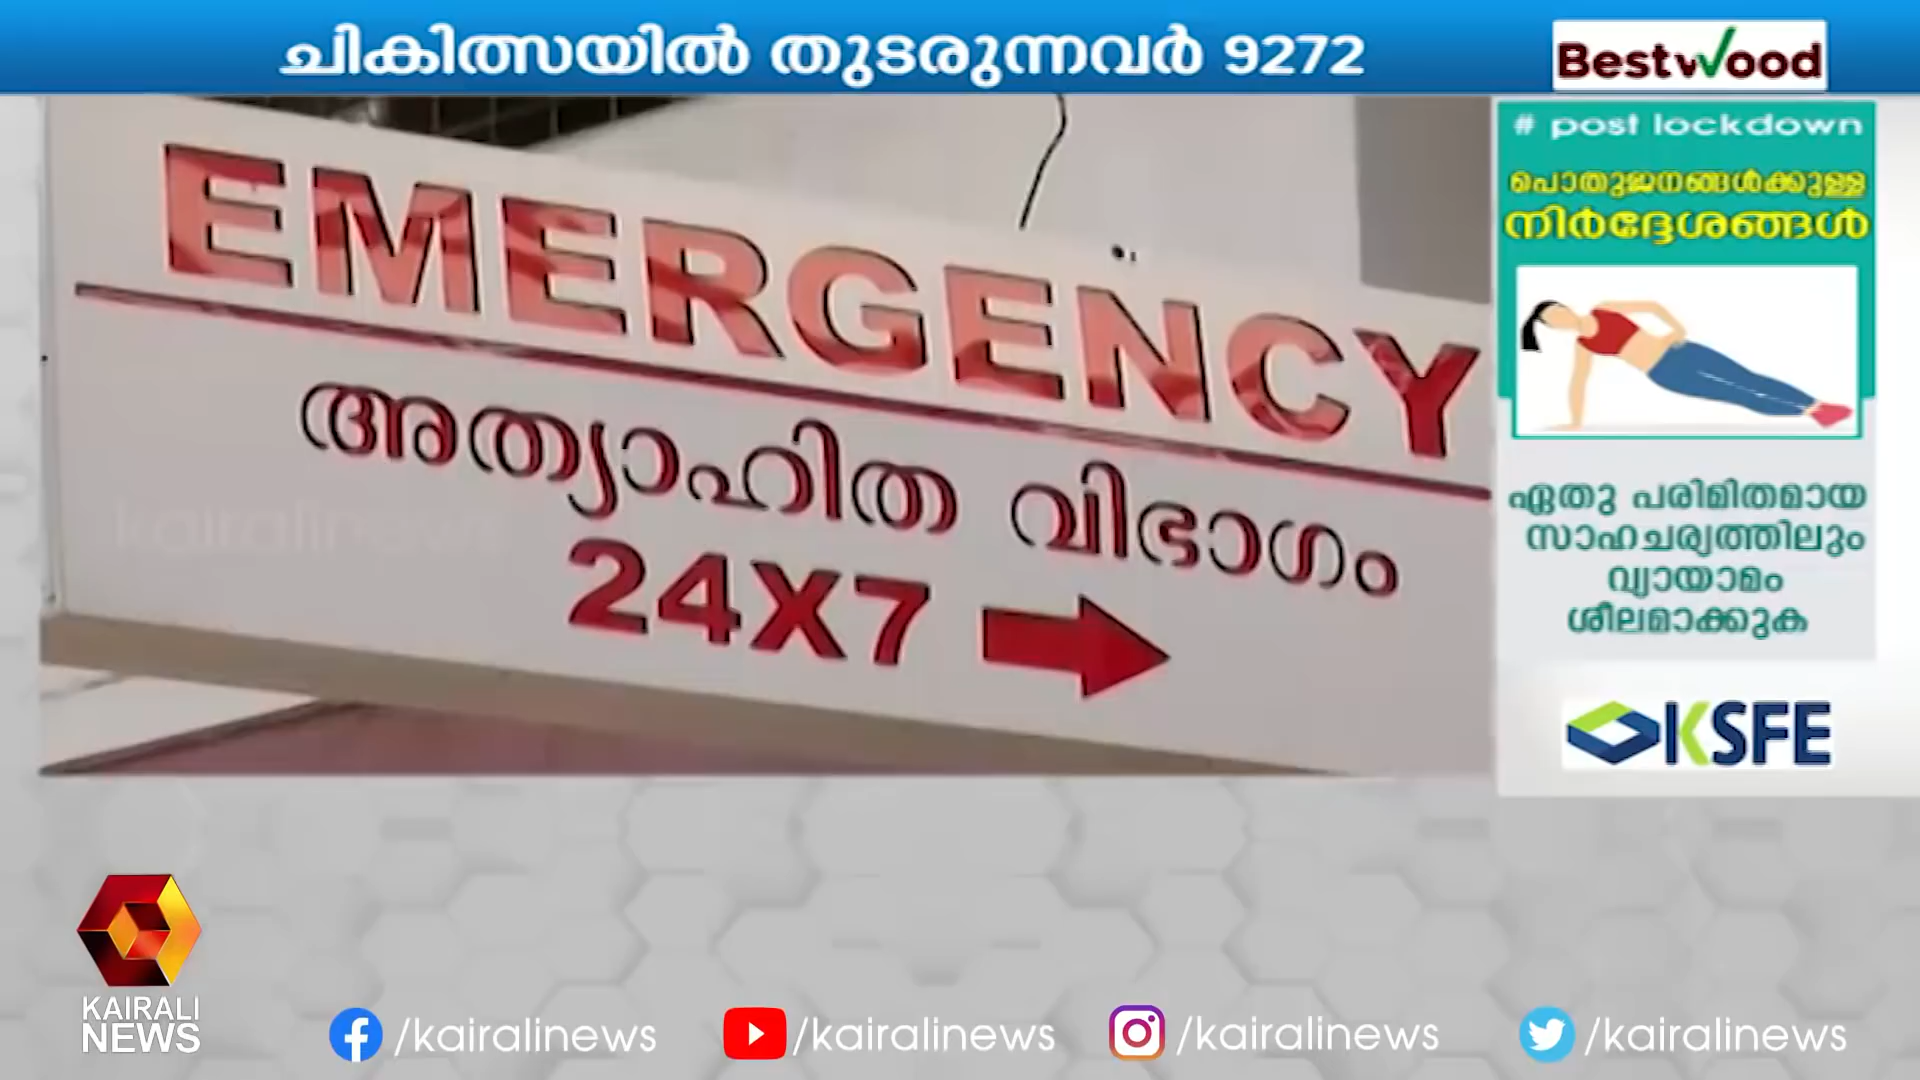 ചികിത്സയിൽ തുടരുന്നവർ 9272
Bestwood
# post lockdown
പൊതുജനങ്ങൾക്കുള്ള
നിർദ്ദേശങ്ങൾ
EMERGENCY
അത്യാഹിത വിഭാഗം
24X7
kairalinews
ഏതു പരിമിതമായ
സാഹചര്യത്തിലും
വ്യായാമം
ശീലമാക്കുക
KSFE
KAIRALI
NEWS
/kairalinews
/kairalinews
/kairalinews
/kairalinews